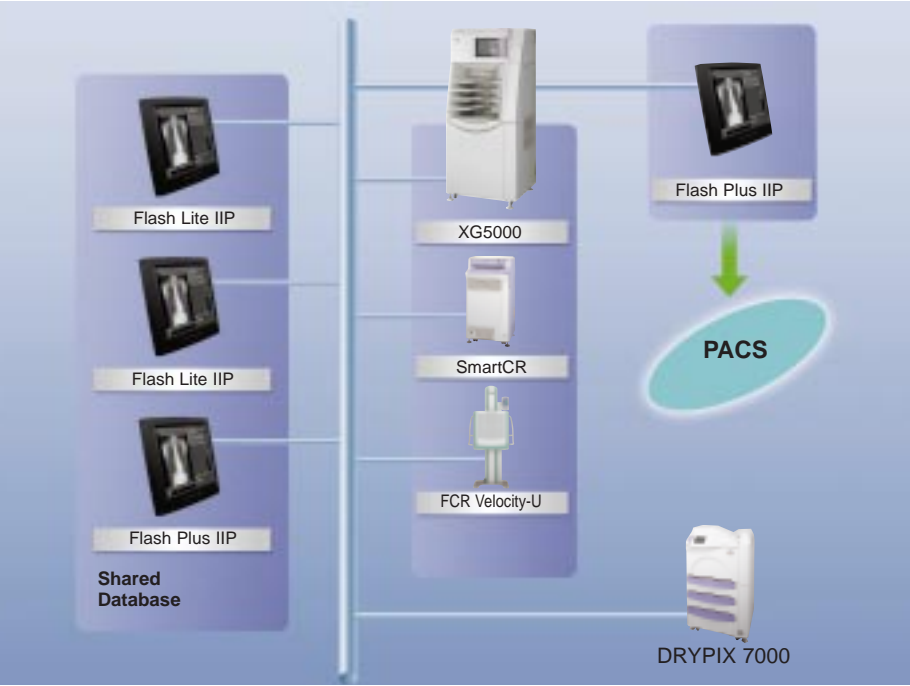 Flash Lite IIP
Flash Lite IIP
Flash Plus IIP
Shared
Database
XG5000
SmartCR
FCR Velocity-U
Flash Plus IIP
PACS
DRYPIX 7000